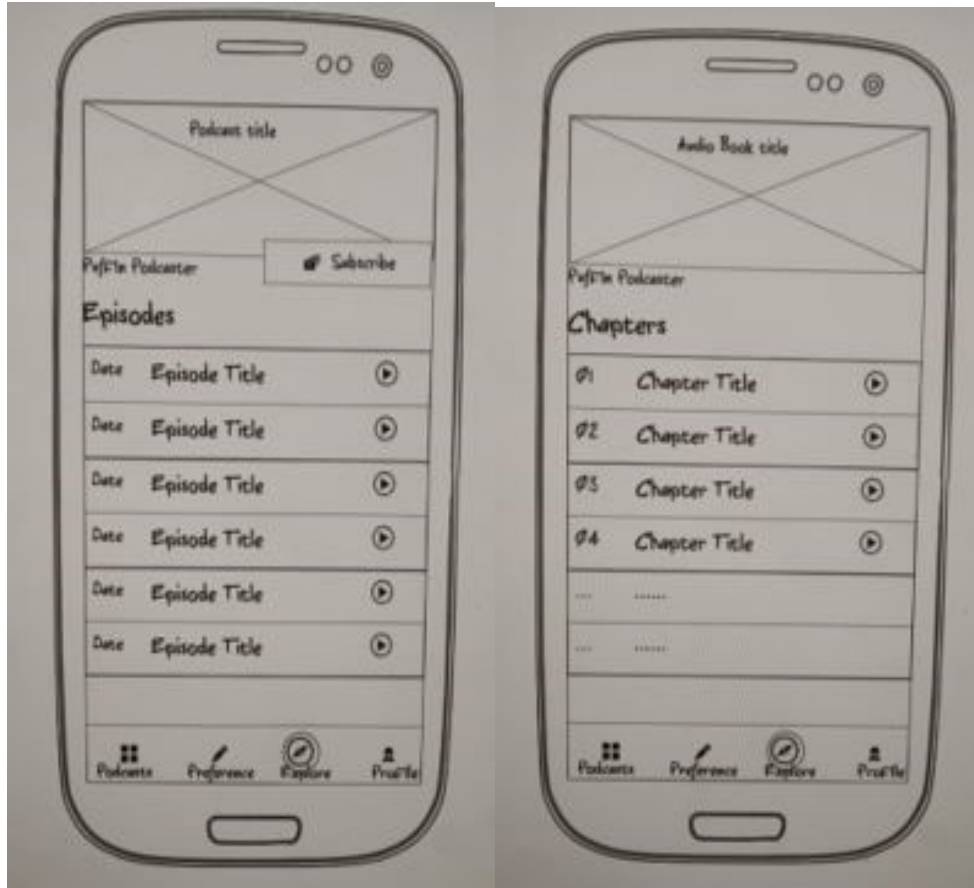 Podcast title
Puffin Podcaster
Subscribe
Episodes
Date Episode Title
Date Episode Title
Date Episode Title
Date Episode Title
Date Episode Title
Date Episode Title
Podcasts Preference Explore Profile
Audio Book title
Puffin Podcaster
Chapters
01 Chapter Title
02 Chapter Title
03 Chapter Title
04 Chapter Title
... ......
... ......
Podcasts Preference Explore Profile